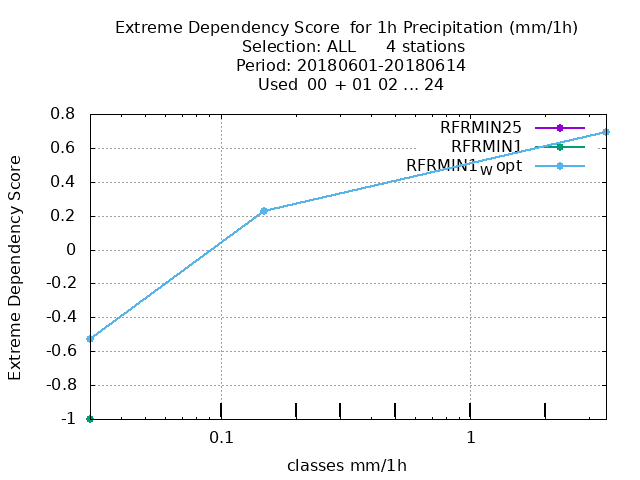 Extreme Dependency Score  for 1h Precipitation (mm/1h)
Selection: ALL      4 stations
Period: 20180601-20180614
Used  00 + 01 02 ... 24
RFRMIN25
RFRMIN1
RFRMIN1W opt
0.8
0.6
0.4
0.2
0
-0.2
-0.4
-0.6
-0.8
-1
Extreme Dependency Score
0.1
1
classes mm/1h